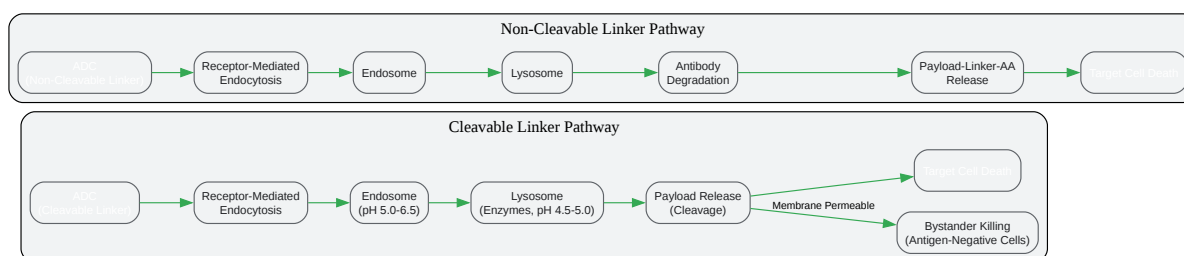 Non-Cleavable Linker Pathway
ADC
(Non-Cleavable Linker)
Receptor-Mediated
Endocytosis
Endosome
Lysosome
Antibody
Degradation
Payload-Linker-AA
Release
Target Cell Death
Cleavable Linker Pathway
ADC
(Cleavable Linker)
Receptor-Mediated
Endocytosis
Endosome
(pH 5.0-6.5)
Lysosome
(Enzymes, pH 4.5-5.0)
Payload Release
(Cleavage)
Target Cell Death
Membrane Permeable
Bystander Killing
(Antigen-Negative Cells)